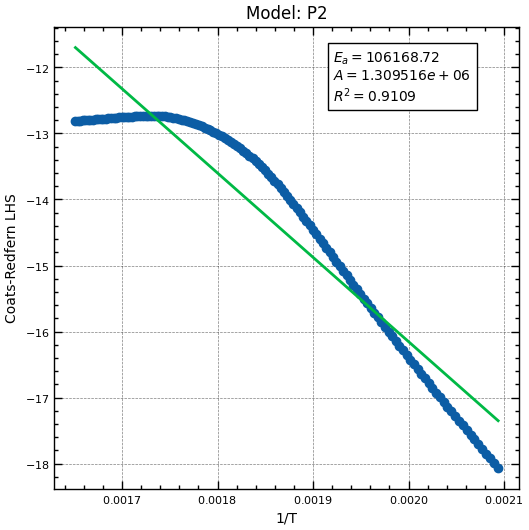 Model: P2
E_a = 106168.72
A = 1.309516e + 06
R² = 0.9109
Coats-Redfern LHS
−12
−13
−14
−15
−16
−17
−18
0.0017 0.0018 0.0019 0.0020 0.0021
1/T